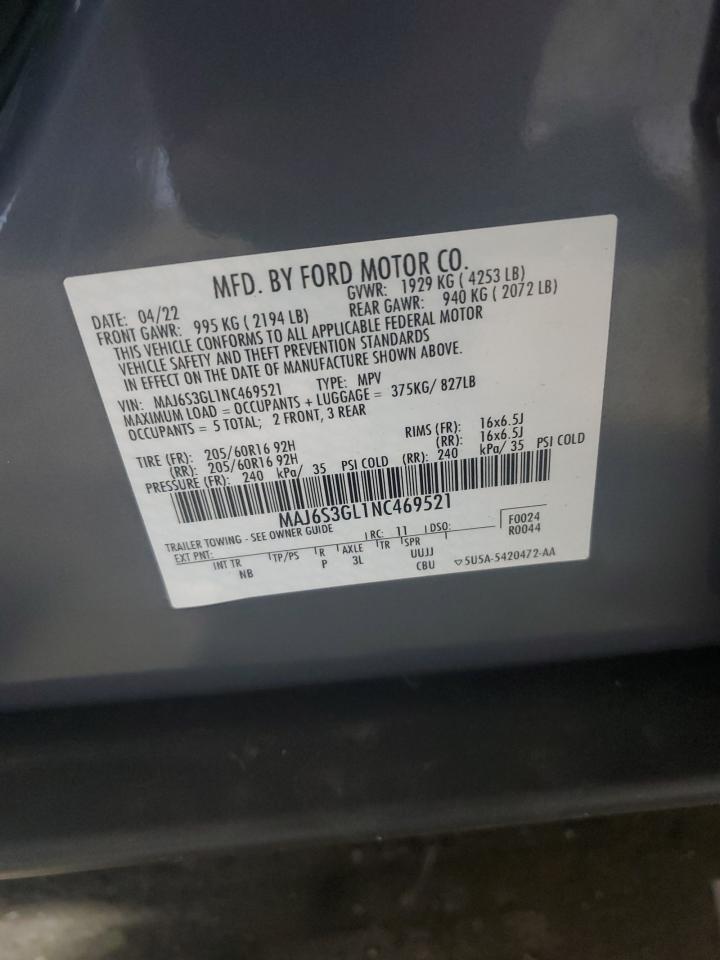 MFD. BY FORD MOTOR CO.
DATE: 04/22 GVWR: 1929 KG ( 4253 LB)
FRONT GAWR: 995 KG ( 2194 LB) REAR GAWR: 940 KG ( 2072 LB)
THIS VEHICLE CONFORMS TO ALL APPLICABLE FEDERAL MOTOR
VEHICLE SAFETY AND THEFT PREVENTION STANDARDS
IN EFFECT ON THE DATE OF MANUFACTURE SHOWN ABOVE.
VIN: MAJ6S3GL1NC469521 TYPE: MPV
MAXIMUM LOAD = OCCUPANTS + LUGGAGE = 375KG/ 827LB
OCCUPANTS = 5 TOTAL; 2 FRONT, 3 REAR
TIRE (FR): 205/60R16 92H RIMS (FR): 16x6.5J
(RR): 205/60R16 92H (RR): 16x6.5J
PRESSURE (FR): 240 kPa/ 35 PSI COLD (RR): 240 kPa/ 35 PSI COLD
MAJ6S3GL1NC469521
TRAILER TOWING - SEE OWNER GUIDE
EXT PNT: RC: 11 DSO: F0024
R0044
INT TR TP/PS R AXLE TR SPR
NB P 3L UUJJ
CBU
5U5A-5420472-AA